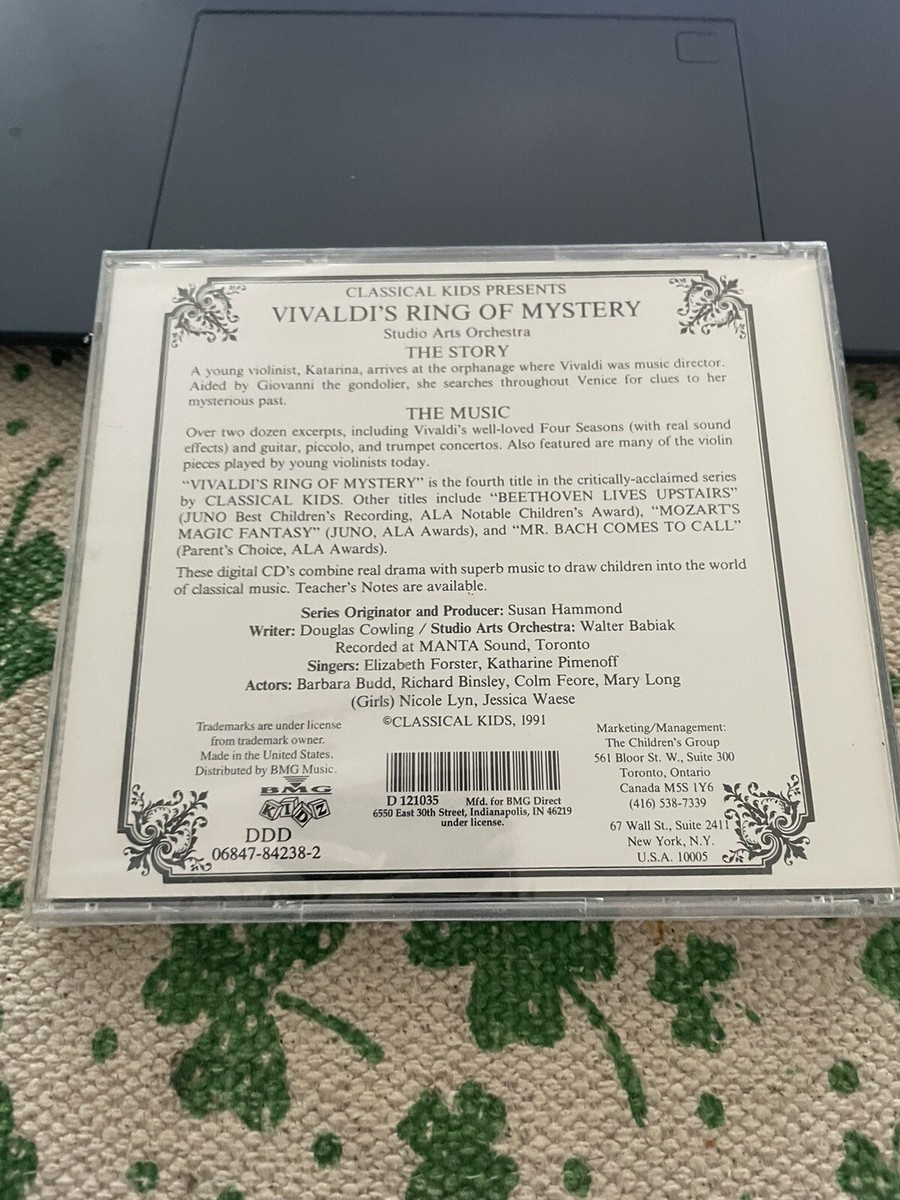 CLASSICAL KIDS PRESENTS
VIVALDI'S RING OF MYSTERY
Studio Arts Orchestra
THE STORY
A young violinist, Katarina, arrives at the orphanage where Vivaldi was music director.
Aided by Giovanni the gondolier, she searches throughout Venice for clues to her
mysterious past.
THE MUSIC
Over two dozen excerpts, including Vivaldi's well-loved Four Seasons (with real sound
effects) and guitar, piccolo, and trumpet concertos. Also featured are many of the violin
pieces played by young violinists today.
"VIVALDI'S RING OF MYSTERY" is the fourth title in the critically-acclaimed series
by CLASSICAL KIDS. Other titles include "BEETHOVEN LIVES UPSTAIRS"
(JUNO Best Children's Recording, ALA Notable Children's Award), "MOZART'S
MAGIC FANTASY" (JUNO, ALA Awards), and "MR. BACH COMES TO CALL"
(Parent's Choice, ALA Awards).
These digital CD's combine real drama with superb music to draw children into the world
of classical music. Teacher's Notes are available.
Series Originator and Producer: Susan Hammond
Writer: Douglas Cowling / Studio Arts Orchestra: Walter Babiak
Recorded at MANTA Sound, Toronto
Singers: Elizabeth Forster, Katharine Pimenoff
Actors: Barbara Budd, Richard Binsley, Colm Feore, Mary Long
(Girls) Nicole Lyn, Jessica Waese
©CLASSICAL KIDS, 1991
Trademarks are under license
from trademark owner.
Made in the United States.
Distributed by BMG Music.
BMG
KIDZ
DDD
06847-84238-2
D 121035 Mfd. for BMG Direct
6550 East 30th Street, Indianapolis, IN 46219
under license.
Marketing/Management:
The Children's Group
561 Bloor St. W., Suite 300
Toronto, Ontario
Canada M5S 1Y6
(416) 538-7339
67 Wall St., Suite 2411
New York, N.Y.
U.S.A. 10005